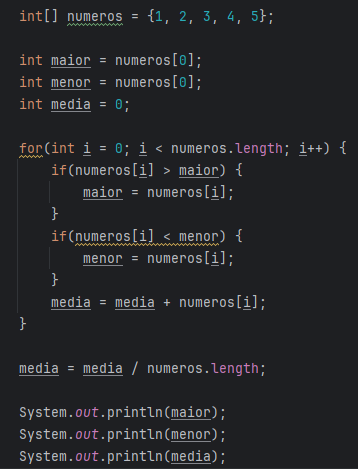 int[] numeros = {1, 2, 3, 4, 5};
int maior = numeros[0];
int menor = numeros[0];
int media = 0;
for(int i = 0; i < numeros.length; i++) {
if(numeros[i] > maior) {
maior = numeros[i];
}
if(numeros[i] < menor) {
menor = numeros[i];
}
media = media + numeros[i];
}
media = media / numeros.length;
System.out.println(maior);
System.out.println(menor);
System.out.println(media);